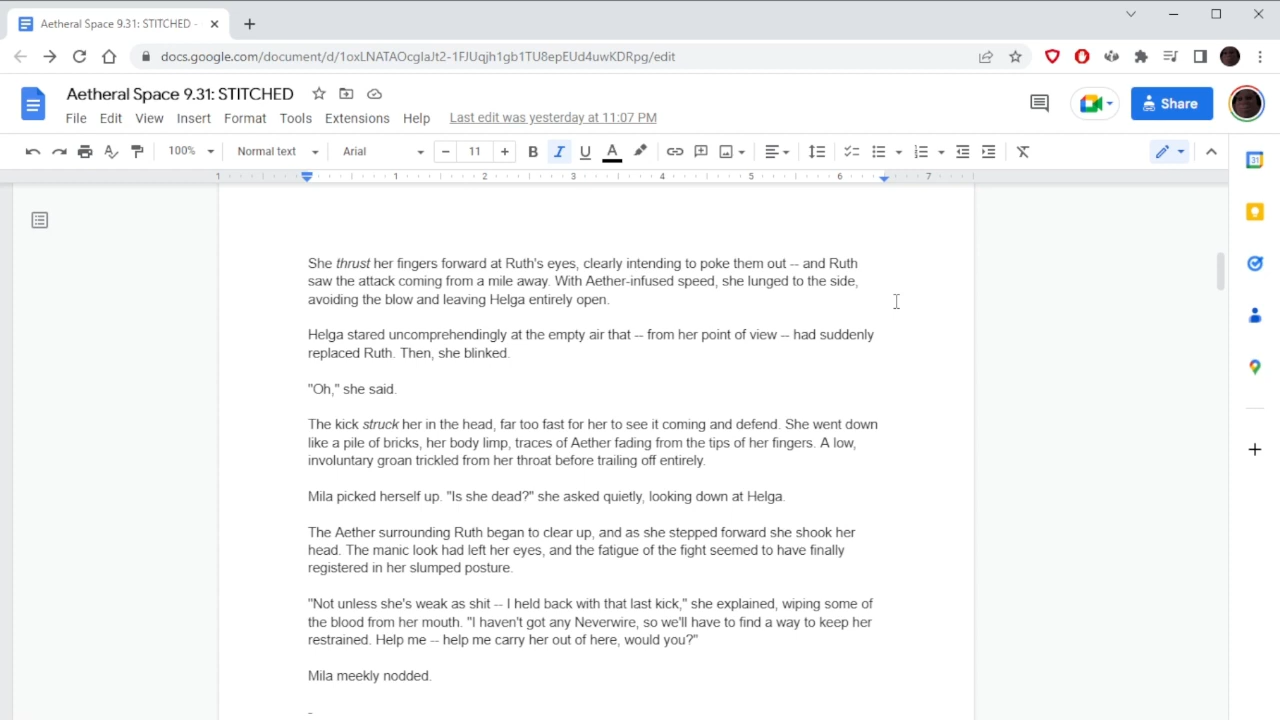 Aetheral Space 9.31: STITCHED -
docs.google.com/document/d/1oxLNATAOcglaJt2-1FJUqjh1gb1TU8epEUd4uwKDRpg/edit
Aetheral Space 9.31: STITCHED
File Edit View Insert Format Tools Extensions Help Last edit was yesterday at 11:07 PM
Share
100% Normal text Arial 11 B I U A
1 1 2 3 4 5 6 7
31
She thrust her fingers forward at Ruth's eyes, clearly intending to poke them out -- and Ruth
saw the attack coming from a mile away. With Aether-infused speed, she lunged to the side,
avoiding the blow and leaving Helga entirely open.
Helga stared uncomprehendingly at the empty air that -- from her point of view -- had suddenly
replaced Ruth. Then, she blinked.
"Oh," she said.
The kick struck her in the head, far too fast for her to see it coming and defend. She went down
like a pile of bricks, her body limp, traces of Aether fading from the tips of her fingers. A low,
involuntary groan trickled from her throat before trailing off entirely.
Mila picked herself up. "Is she dead?" she asked quietly, looking down at Helga.
The Aether surrounding Ruth began to clear up, and as she stepped forward she shook her
head. The manic look had left her eyes, and the fatigue of the fight seemed to have finally
registered in her slumped posture.
"Not unless she's weak as shit -- I held back with that last kick," she explained, wiping some of
the blood from her mouth. "I haven't got any Neverwire, so we'll have to find a way to keep her
restrained. Help me -- help me carry her out of here, would you?"
Mila meekly nodded.
-